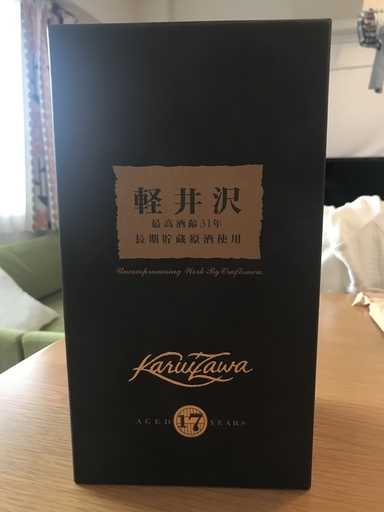 軽井沢
最高酒齢31年
長期貯蔵原酒使用
Uncompromising Work By Craftsmen.
Karuizawa
AGED 17 YEARS